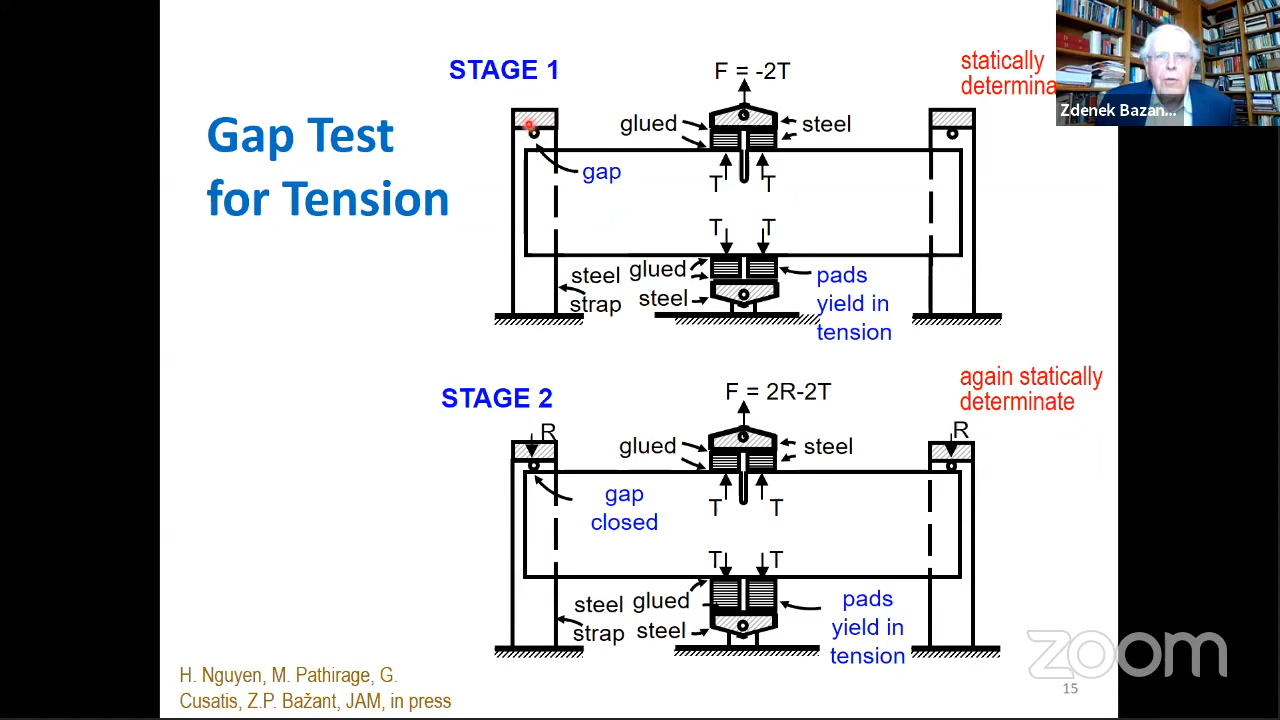 STAGE 1
F = -2T
statically
determina
Zdenek Bazan...
Gap Test
for Tension
glued
steel
gap
T
T
T
T
glued
steel
strap
steel
pads
yield in
tension
STAGE 2
F = 2R-2T
again statically
determinate
R
R
glued
steel
gap
closed
T
T
T
T
steel
strap
glued
steel
pads
yield in
tension
H. Nguyen, M. Pathirage, G.
Cusatis, Z.P. Bažant, JAM, in press
zoom
15